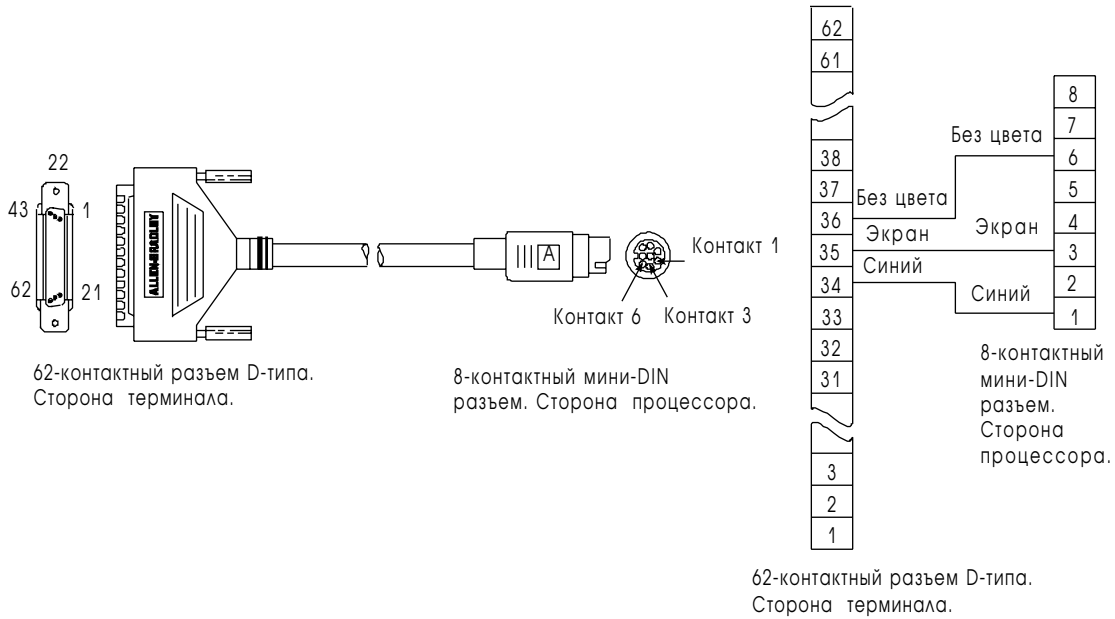 22
43
1
62
21
ALLEN-BRADLEY
A
Контакт 1
Контакт 6
Контакт 3
62-контактный разъем D-типа.
Сторона терминала.
8-контактный мини-DIN
разъем. Сторона процессора.
62
61
38
37
36
35
34
33
32
31
3
2
1
Без цвета
Без цвета
Экран
Экран
Синий
Синий
8
7
6
5
4
3
2
1
8-контактный
мини-DIN
разъем.
Сторона
процессора.
62-контактный разъем D-типа.
Сторона терминала.